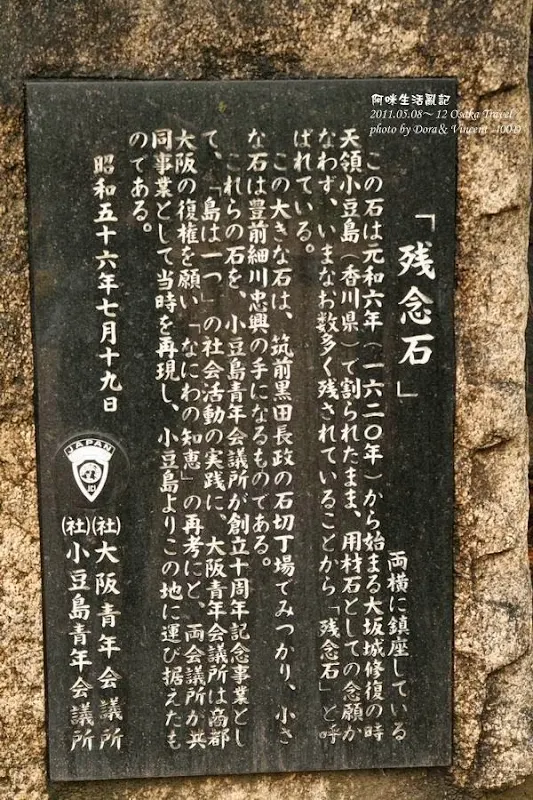 阿咪生活亂記
2011.05.08～12 Osaka Travel
photo by Dora & Vincent -400D
「残念石」
両横に鎮座している
この石は元和六年（一六二〇年）から始まる大坂城修復の時
天領小豆島（香川県）で割られたまま、用材石としての念願か
なわず、いまなお数多く残されていることから「残念石」と呼
ばれている。
この大きな石は、筑前黒田長政の石切丁場でみつかり、小さ
な石は豊前細川忠興の手になるものである。
これらの石を、小豆島青年会議所が創立十周年記念事業とし
て、「島は一つ」の社会活動の実践に、大阪青年会議所は商都
大阪の復権を願い「なにわの知恵」の再考にと、両会議所が共
同事業として当時を再現し、小豆島よりこの地に運び据えたも
のである。
昭和五十六年七月十九日
JAPAN
JCI
(社)大阪青年会議所
(社)小豆島青年会議所